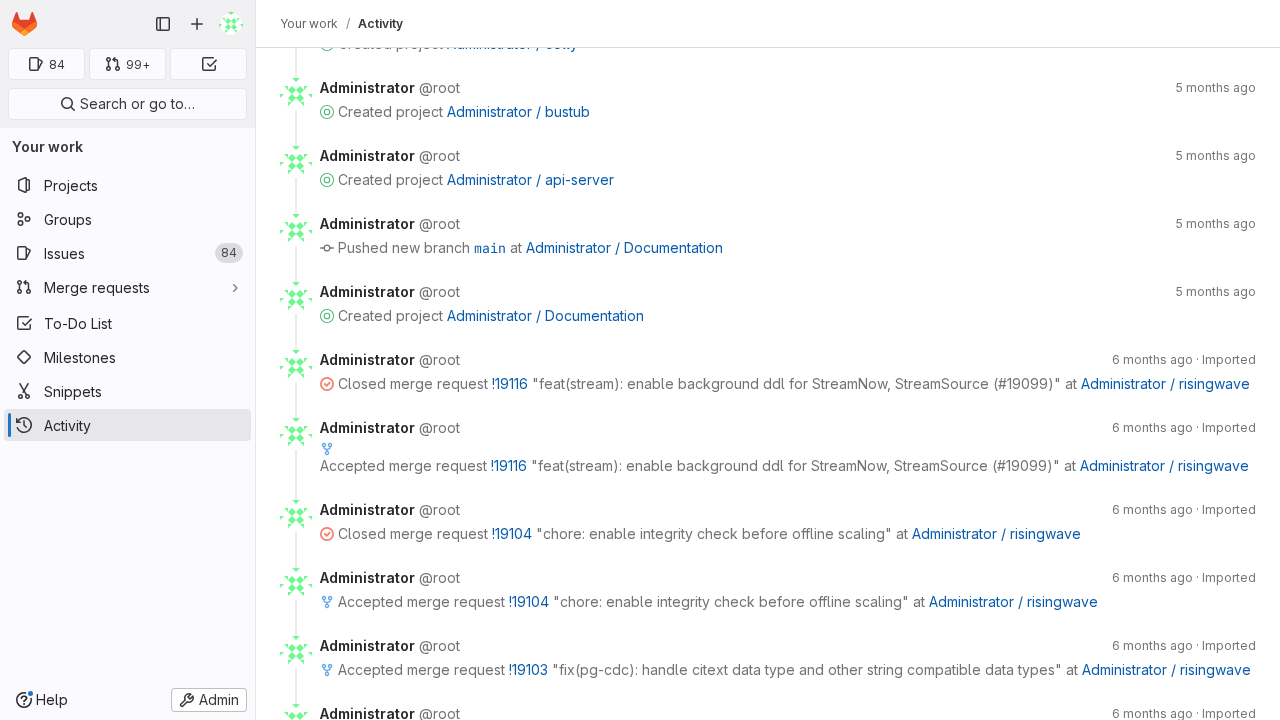 Your work / Activity
84
99+
Search or go to…
Your work
Projects
Groups
Issues 84
Merge requests
To-Do List
Milestones
Snippets
Activity
Help
Admin
Administrator @root 5 months ago
Created project Administrator / bustub
Administrator @root 5 months ago
Created project Administrator / api-server
Administrator @root 5 months ago
Pushed new branch main at Administrator / Documentation
Administrator @root 5 months ago
Created project Administrator / Documentation
Administrator @root 6 months ago · Imported
Closed merge request !19116 "feat(stream): enable background ddl for StreamNow, StreamSource (#19099)" at Administrator / risingwave
Administrator @root 6 months ago · Imported
Accepted merge request !19116 "feat(stream): enable background ddl for StreamNow, StreamSource (#19099)" at Administrator / risingwave
Administrator @root 6 months ago · Imported
Closed merge request !19104 "chore: enable integrity check before offline scaling" at Administrator / risingwave
Administrator @root 6 months ago · Imported
Accepted merge request !19104 "chore: enable integrity check before offline scaling" at Administrator / risingwave
Administrator @root 6 months ago · Imported
Accepted merge request !19103 "fix(pg-cdc): handle citext data type and other string compatible data types" at Administrator / risingwave
Administrator @root 6 months ago · Imported